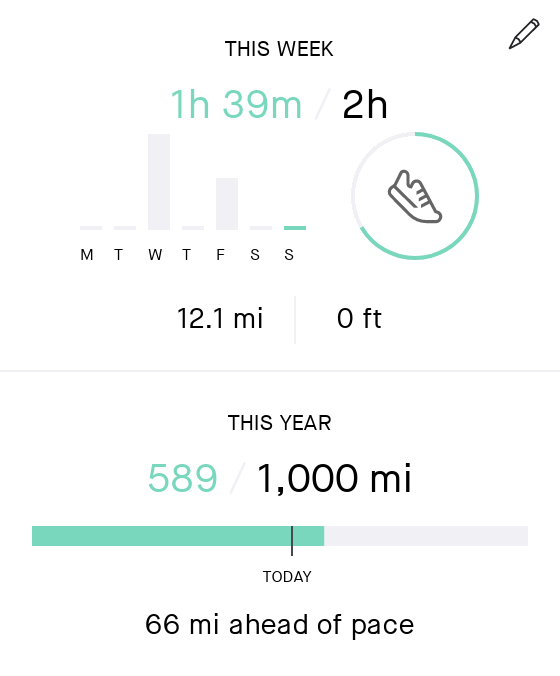 THIS WEEK
1h 39m / 2h
M T W T F S S
12.1 mi 0 ft
THIS YEAR
589 / 1,000 mi
TODAY
66 mi ahead of pace